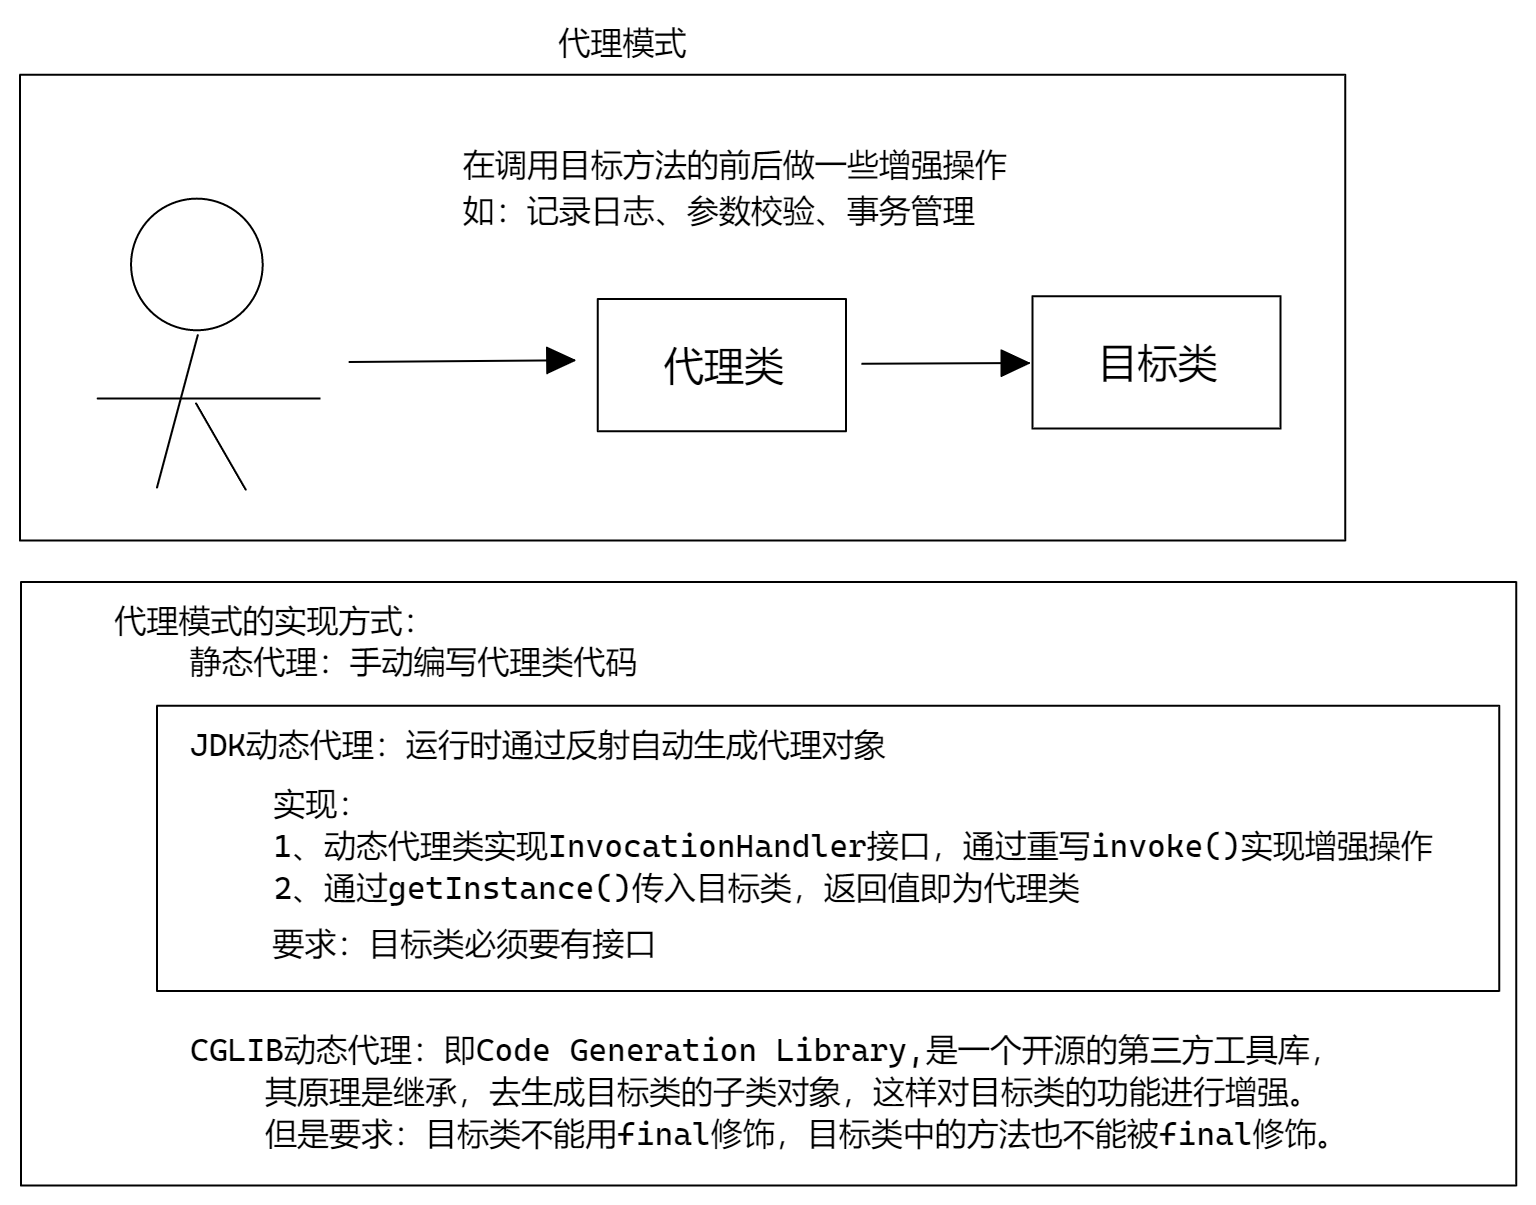 代理模式
在调用目标方法的前后做一些增强操作
如：记录日志、参数校验、事务管理
代理类
目标类
代理模式的实现方式：
静态代理：手动编写代理类代码
JDK动态代理：运行时通过反射自动生成代理对象
实现：
1、动态代理类实现InvocationHandler接口，通过重写invoke()实现增强操作
2、通过getInstance()传入目标类，返回值即为代理类
要求：目标类必须要有接口
CGLIB动态代理：即Code Generation Library,是一个开源的第三方工具库，
其原理是继承，去生成目标类的子类对象，这样对目标类的功能进行增强。
但是要求：目标类不能用final修饰，目标类中的方法也不能被final修饰。